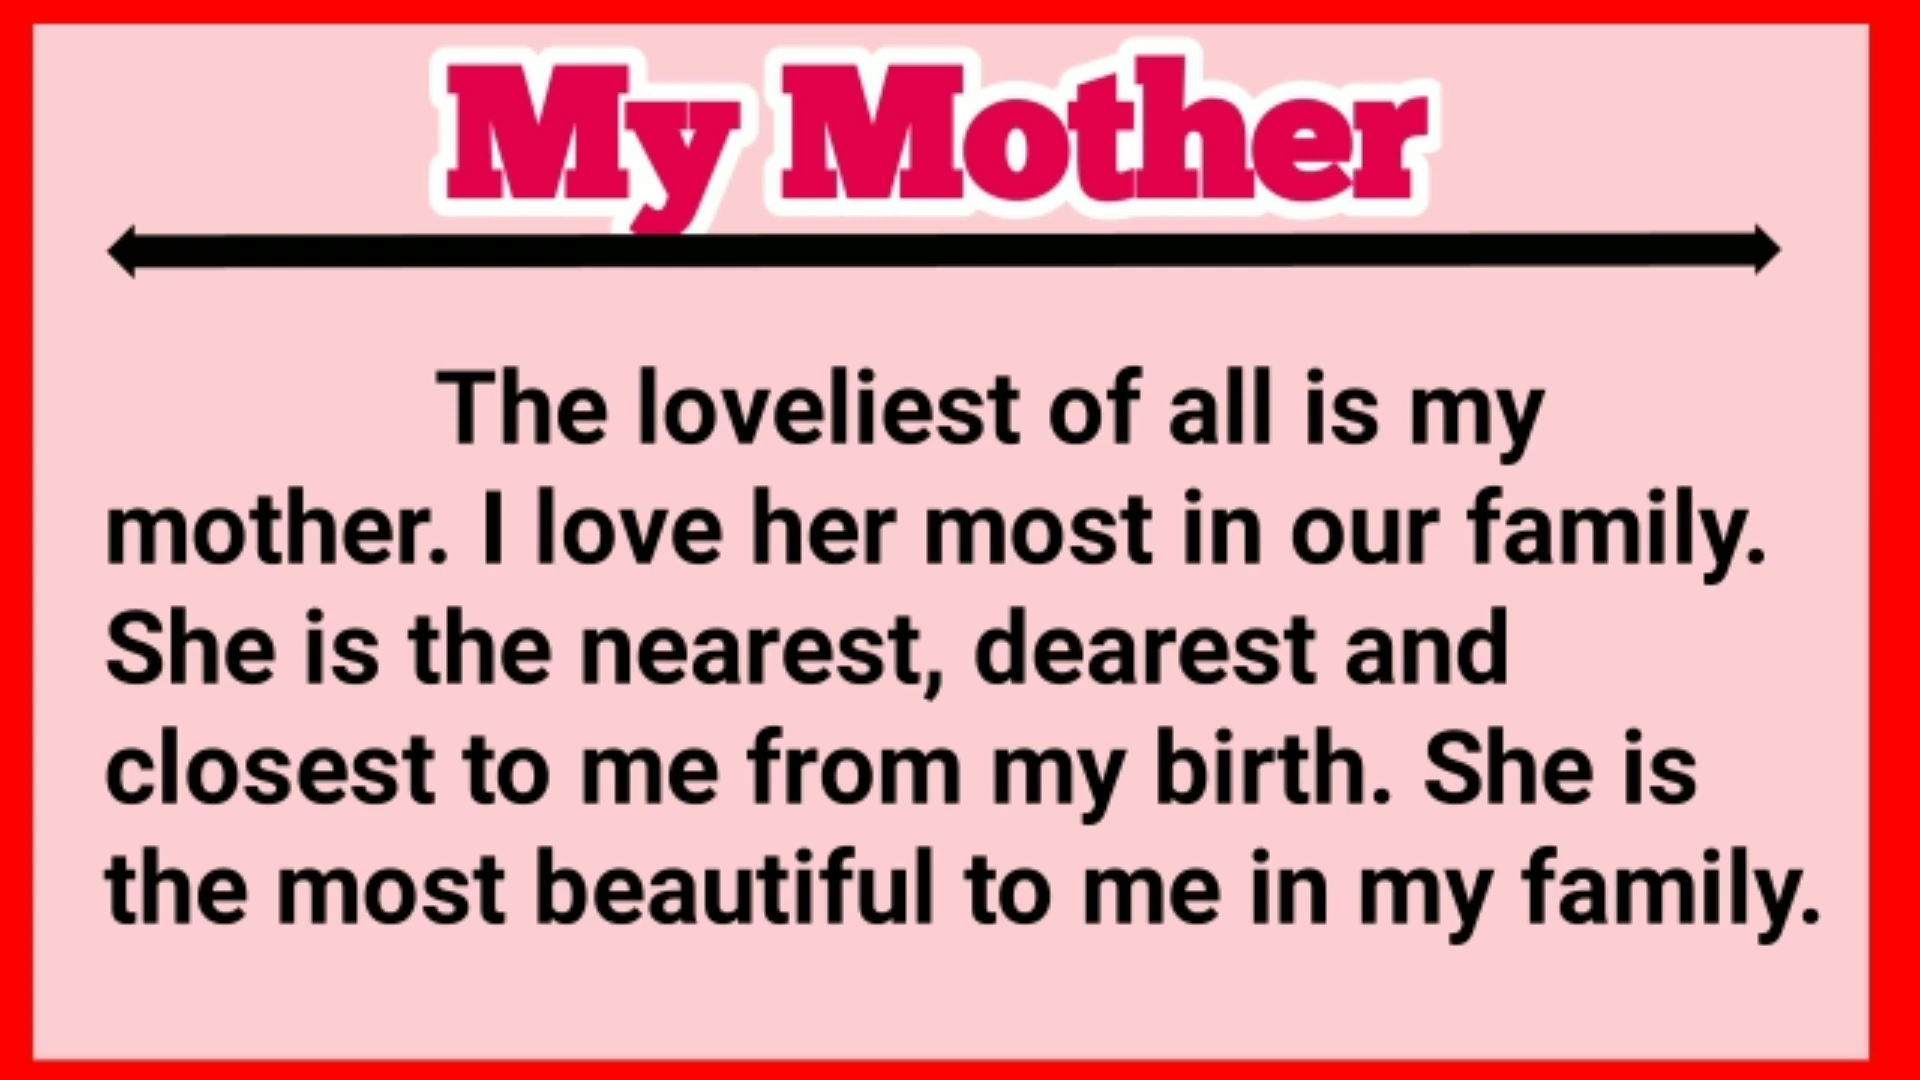 My Mother
The loveliest of all is my
mother. I love her most in our family.
She is the nearest, dearest and
closest to me from my birth. She is
the most beautiful to me in my family.